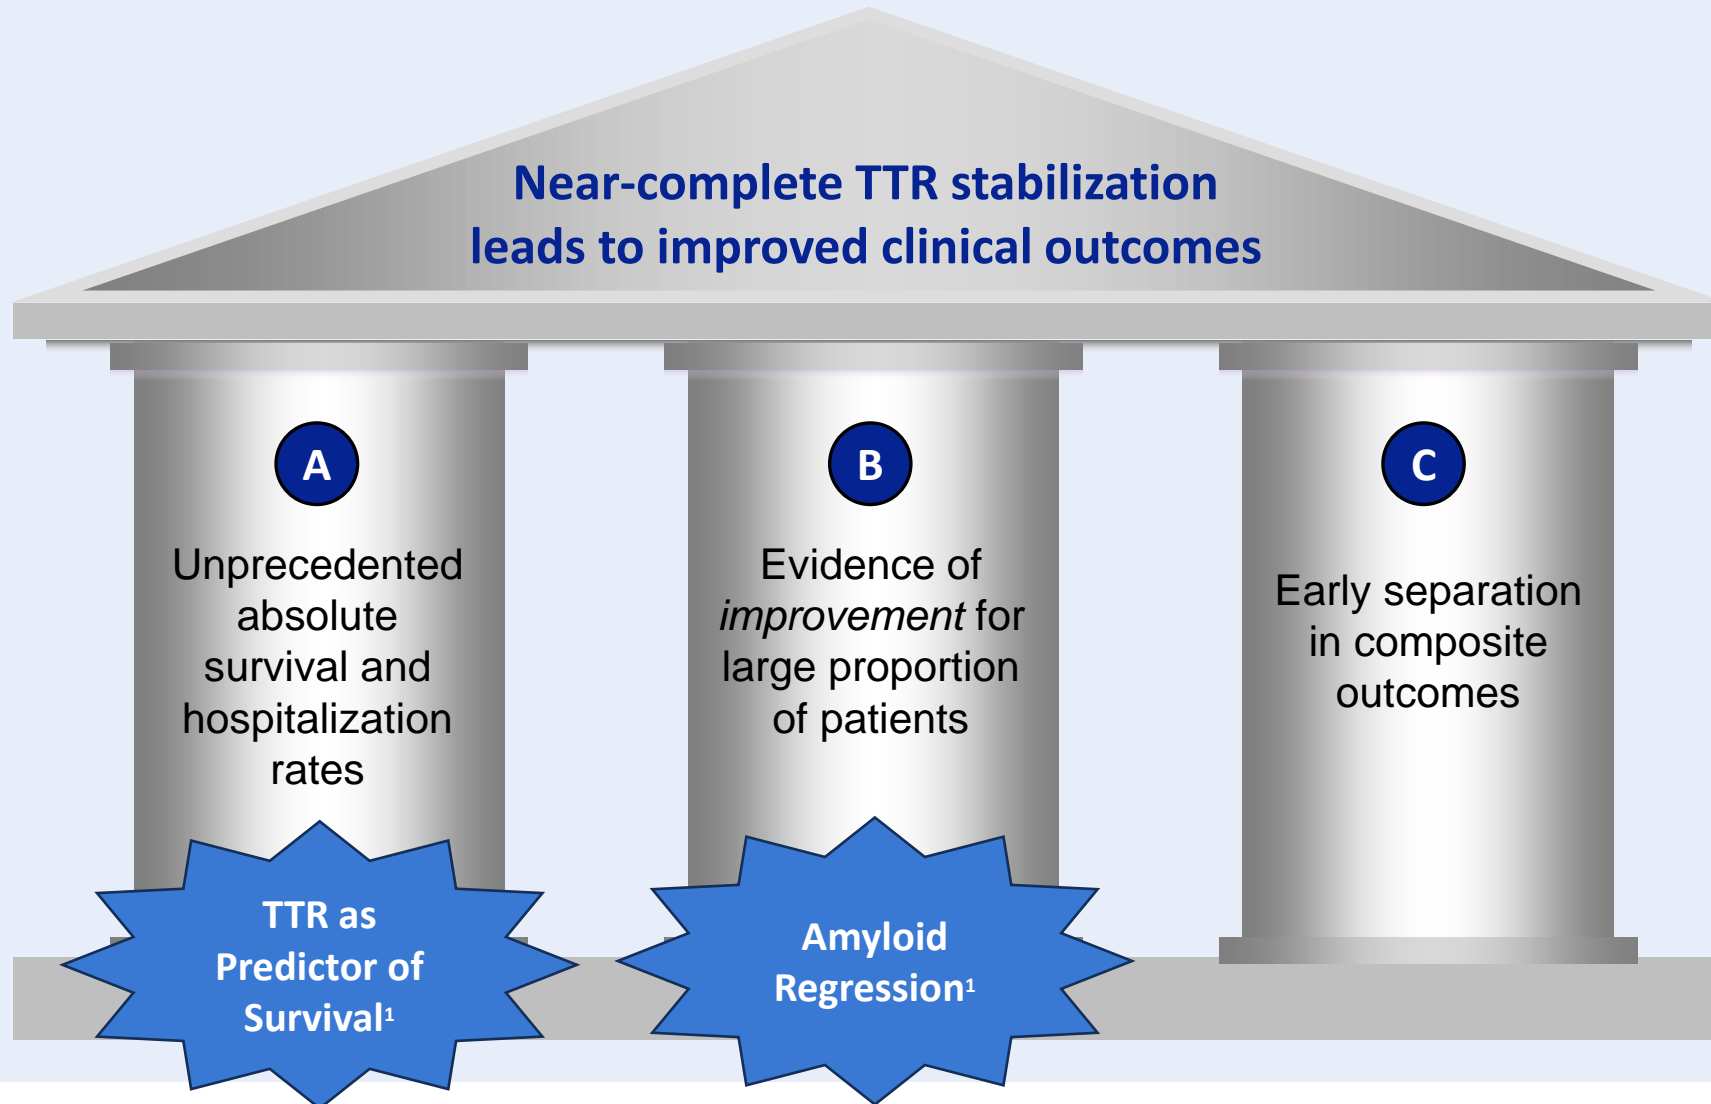 Near-complete TTR stabilization
leads to improved clinical outcomes
A
Unprecedented
absolute
survival and
hospitalization
rates
TTR as
Predictor of
Survival¹
B
Evidence of
improvement for
large proportion
of patients
Amyloid
Regression¹
C
Early separation
in composite
outcomes